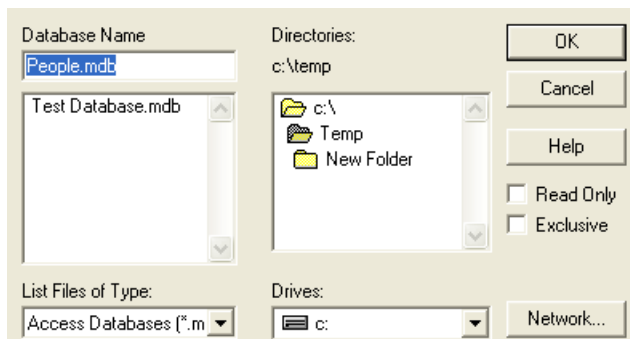 Database Name
People.mdb
Test Database.mdb
List Files of Type:
Access Databases (*.m
Directories:
c:\temp
c:\
Temp
New Folder
Drives:
c:
OK
Cancel
Help
Read Only
Exclusive
Network...